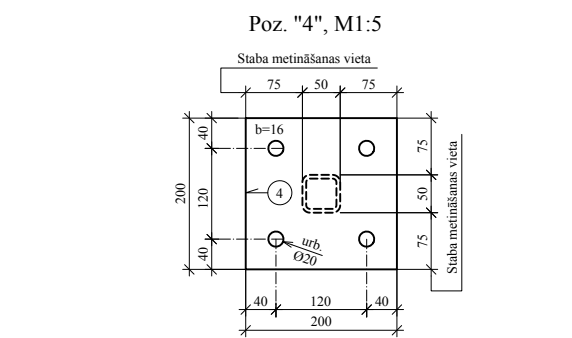 Poz. "4", M1:5
Staba metināšanas vieta
75 50 75
b=16
40
120
40
200
4
75
50
75
Staba metināšanas vieta
urb.
Ø20
40 120 40
200